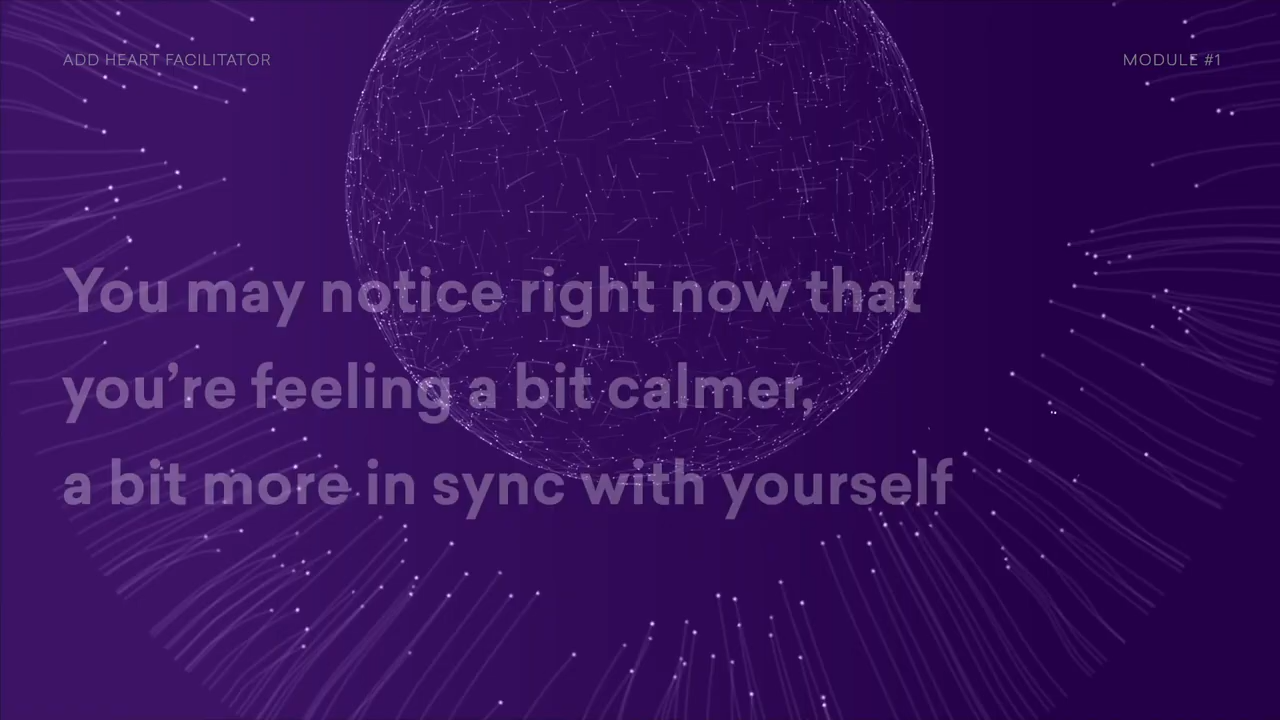 ADD HEART FACILITATOR
MODULE #1
You may notice right now that
you’re feeling a bit calmer,
a bit more in sync with yourself